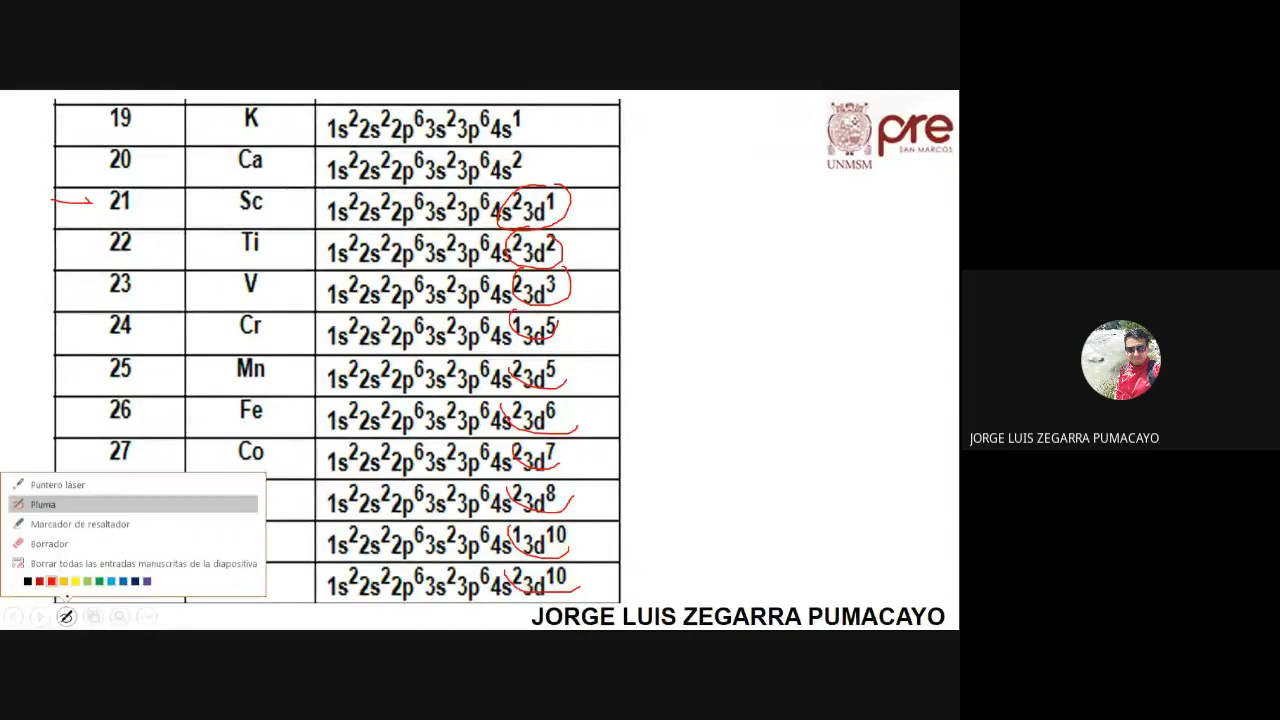 19 K 1s²2s²2p⁶3s²3p⁶4s¹
20 Ca 1s²2s²2p⁶3s²3p⁶4s²
21 Sc 1s²2s²2p⁶3s²3p⁶4s²3d¹
22 Ti 1s²2s²2p⁶3s²3p⁶4s²3d²
23 V 1s²2s²2p⁶3s²3p⁶4s²3d³
24 Cr 1s²2s²2p⁶3s²3p⁶4s¹3d⁵
25 Mn 1s²2s²2p⁶3s²3p⁶4s²3d⁵
26 Fe 1s²2s²2p⁶3s²3p⁶4s²3d⁶
27 Co 1s²2s²2p⁶3s²3p⁶4s²3d⁷
1s²2s²2p⁶3s²3p⁶4s²3d⁸
1s²2s²2p⁶3s²3p⁶4s¹3d¹⁰
1s²2s²2p⁶3s²3p⁶4s²3d¹⁰
Puntero láser
Pluma
Marcador de resaltador
Borrador
Borrar todas las entradas manuscritas de la diapositiva
JORGE LUIS ZEGARRA PUMACAYO
pre
SAN MARCOS
UNMSM
JORGE LUIS ZEGARRA PUMACAYO